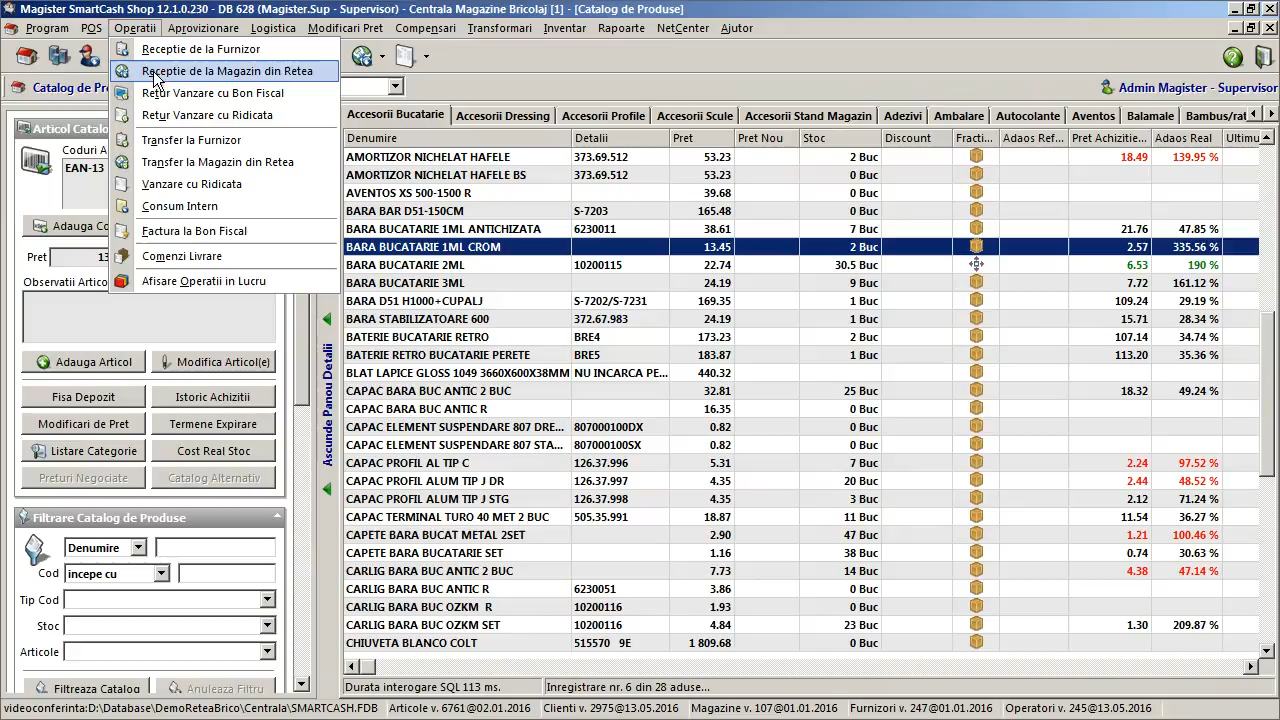 Magister SmartCash Shop 12.1.0.230 - DB 628 (Magister.Sup - Supervisor) - Centrala Magazine Bricolaj [1] - [Catalog de Produse]
Program POS Operatii Aprovizionare Logistica Modificari Pret Compensari Transformari Inventar Rapoarte NetCenter Ajutor
Receptie de la Furnizor
Receptie de la Magazin din Retea
Retur Vanzare cu Bon Fiscal
Retur Vanzare cu Ridicata
Transfer la Furnizor
Transfer la Magazin din Retea
Vanzare cu Ridicata
Consum Intern
Factura la Bon Fiscal
Comenzi Livrare
Afisare Operatii in Lucru
Catalog de Pr
Admin Magister - Supervisor
Articol Catalo
Coduri A
EAN-13
Adauga Co
Pret 13
Observatii Artico
Adauga Articol Modifica Articol(e)
Fisa Depozit Istoric Achizitii
Modificari de Pret Termene Expirare
Listare Categorie Cost Real Stoc
Preturi Negociate Catalog Alternativ
Filtrare Catalog de Produse
Denumire
Cod incepe cu
Tip Cod
Stoc
Articole
Filtreaza Catalog Anuleaza Filtru
Ascunde Panou Detalii
Accesorii Bucatarie Accesorii Dressing Accesorii Profile Accesorii Scule Accesorii Stand Magazin Adezivi Ambalare Autocolante Aventos Balamale Bambus/rat
Denumire Detalii Pret Pret Nou Stoc Discount Fracti... Adaos Ref... Pret Achizitie... Adaos Real Ultimu
AMORTIZOR NICHELAT HAFELE 373.69.512 53.23 2 Buc 18.49 139.95 %
AMORTIZOR NICHELAT HAFELE BS 373.69.512 53.23 0 Buc
AVENTOS XS 500-1500 R 39.68 0 Buc
BARA BAR D51-150CM S-7203 165.48 0 Buc
BARA BUCATARIE 1ML ANTICHIZATA 6230011 38.61 7 Buc 21.76 47.85 %
BARA BUCATARIE 1ML CROM 13.45 2 Buc 2.57 335.56 %
BARA BUCATARIE 2ML 10200115 22.74 30.5 Buc 6.53 190 %
BARA BUCATARIE 3ML 24.19 9 Buc 7.72 161.12 %
BARA D51 H1000+CUPALJ S-7202/S-7231 169.35 1 Buc 109.24 29.19 %
BARA STABILIZATOARE 600 372.67.983 24.19 1 Buc 15.71 28.34 %
BATERIE BUCATARIE RETRO BRE4 173.23 2 Buc 107.14 34.74 %
BATERIE RETRO BUCATARIE PERETE BRE5 183.87 1 Buc 113.20 35.36 %
BLAT LAPICE GLOSS 1049 3660X600X38MM NU INCARCA PE... 440.32
CAPAC BARA BUC ANTIC 2 BUC 32.81 25 Buc 18.32 49.24 %
CAPAC BARA BUC ANTIC R 16.35 0 Buc
CAPAC ELEMENT SUSPENDARE 807 DRE... 807000100DX 0.82 0 Buc
CAPAC ELEMENT SUSPENDARE 807 STA... 807000100SX 0.82 0 Buc
CAPAC PROFIL AL TIP C 126.37.996 5.31 7 Buc 2.24 97.52 %
CAPAC PROFIL ALUM TIP J DR 126.37.997 4.35 20 Buc 2.44 48.52 %
CAPAC PROFIL ALUM TIP J STG 126.37.998 4.35 3 Buc 2.12 71.24 %
CAPAC TERMINAL TURO 40 MET 2 BUC 505.35.991 18.87 11 Buc 11.54 36.27 %
CAPETE BARA BUCAT METAL 2SET 2.90 47 Buc 1.21 100.46 %
CAPETE BARA BUCATARIE SET 1.16 38 Buc 0.74 30.63 %
CARLIG BARA BUC ANTIC 2 BUC 7.73 14 Buc 4.38 47.14 %
CARLIG BARA BUC ANTIC R 6230051 3.86 0 Buc
CARLIG BARA BUC OZKM R 10200116 1.93 0 Buc
CARLIG BARA BUC OZKM SET 10200116 4.84 23 Buc 1.30 209.87 %
CHIUVETA BLANCO COLT 515570 9E 1 809.68 0 Buc
Durata interogare SQL 113 ms. Inregistrare nr. 6 din 28 aduse...
videoconferinta:D:\Database\DemoReteaBrico\Centrala\SMARTCASH.FDB Articole v. 6761@02.01.2016 Clienti v. 2975@13.05.2016 Magazine v. 107@01.01.2016 Furnizori v. 247@01.01.2016 Operatori v. 245@13.05.2016